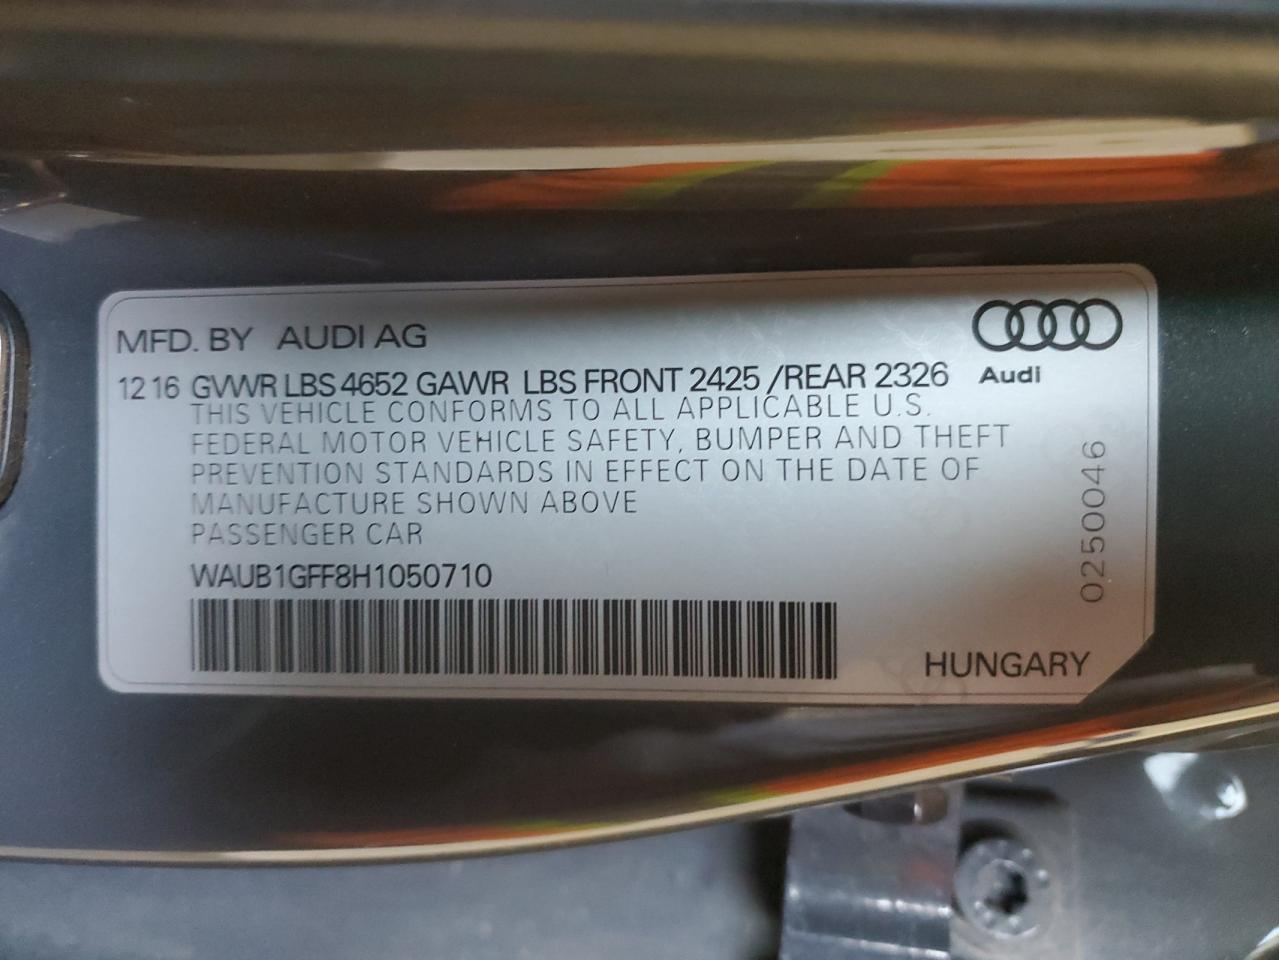 MFD. BY AUDI AG
12 16 GVWR LBS 4652 GAWR LBS FRONT 2425 /REAR 2326
Audi
THIS VEHICLE CONFORMS TO ALL APPLICABLE U.S.
FEDERAL MOTOR VEHICLE SAFETY, BUMPER AND THEFT
PREVENTION STANDARDS IN EFFECT ON THE DATE OF
MANUFACTURE SHOWN ABOVE
PASSENGER CAR
WAUB1GFF8H1050710
HUNGARY
0250046